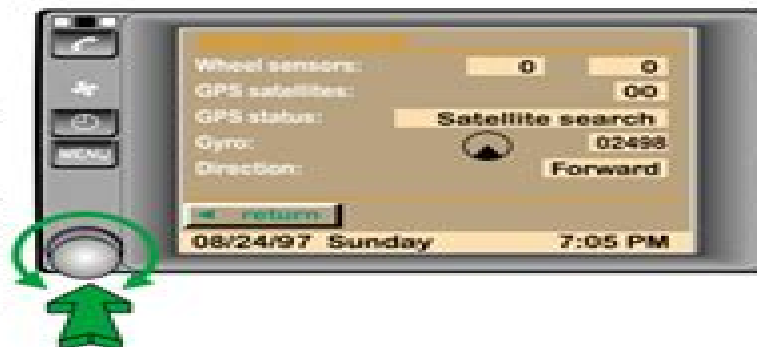 Wheel sensors: 0 0
GPS satellites: 00
GPS status: Satellite search
Gyro: 02498
Direction: Forward
MENU
return
08/24/97 Sunday 7:05 PM